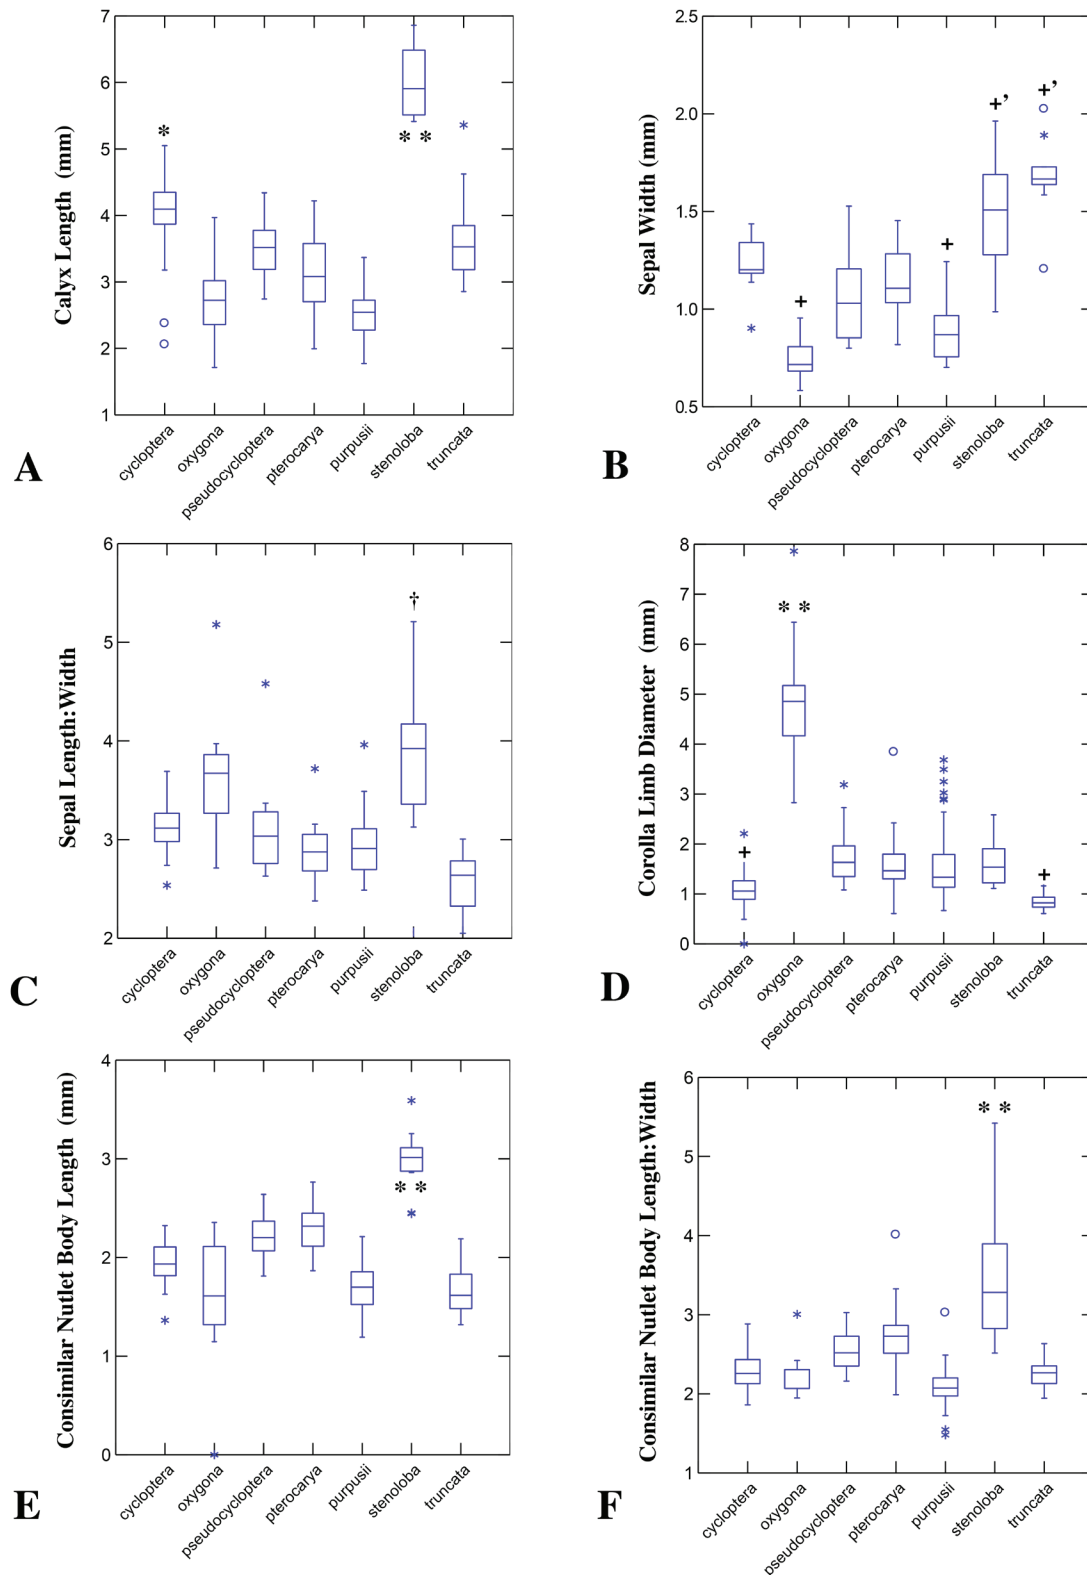 7
6
5
4
3
2
1
Calyx Length (mm)
*
* *
cycloptera
oxygona
pseudocycloptera
pterocarya
purpusii
stenoloba
truncata
A
2.5
2.0
1.5
1.0
0.5
Sepal Width (mm)
+
+
+’
+’
cycloptera
oxygona
pseudocycloptera
pterocarya
purpusii
stenoloba
truncata
B
6
5
4
3
2
Sepal Length:Width
†
cycloptera
oxygona
pseudocycloptera
pterocarya
purpusii
stenoloba
truncata
C
8
7
6
5
4
3
2
1
0
Corolla Limb Diameter (mm)
+
* *
+
cycloptera
oxygona
pseudocycloptera
pterocarya
purpusii
stenoloba
truncata
D
4
3
2
1
0
Consimilar Nutlet Body Length (mm)
* *
cycloptera
oxygona
pseudocycloptera
pterocarya
purpusii
stenoloba
truncata
E
6
5
4
3
2
1
Consimilar Nutlet Body Length:Width
* *
cycloptera
oxygona
pseudocycloptera
pterocarya
purpusii
stenoloba
truncata
F